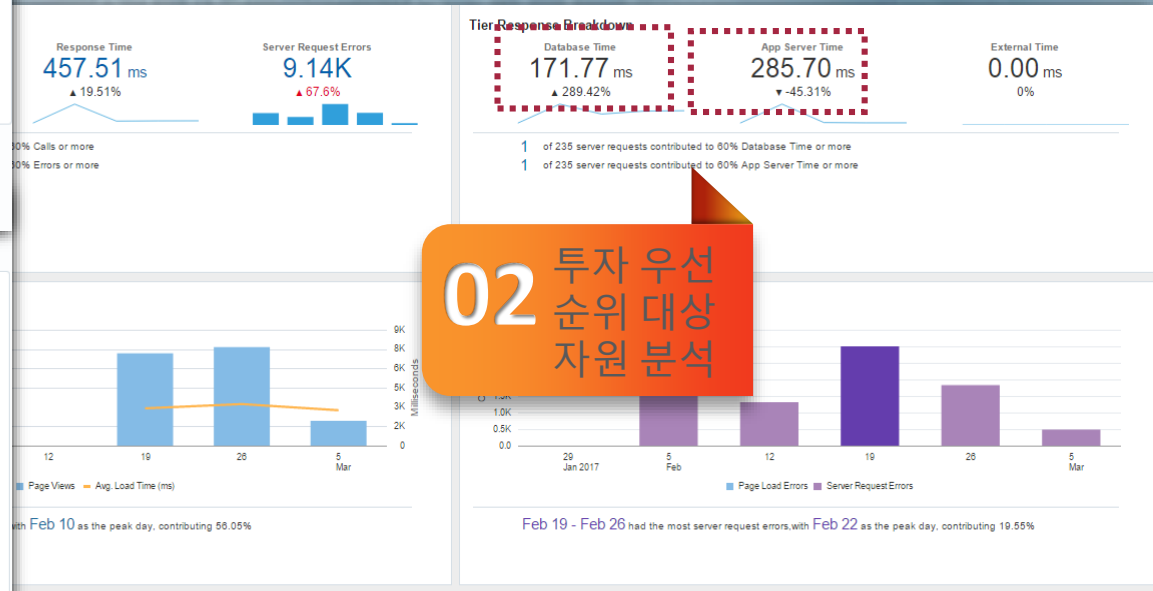 Tier Response Breakdown
Response Time
457.51 ms
▲ 19.51%
Server Request Errors
9.14K
▲ 67.6%
Database Time
171.77 ms
▲ 289.42%
App Server Time
285.70 ms
▼ -45.31%
External Time
0.00 ms
0%
0% Calls or more
0% Errors or more
1 of 235 server requests contributed to 60% Database Time or more
1 of 235 server requests contributed to 60% App Server Time or more
02
투자 우선
순위 대상
자원 분석
9K
8K
6K
5K
3K
2K
0
Milliseconds
12
19
26
5
Mar
Page Views
Avg. Load Time (ms)
with Feb 10 as the peak day, contributing 56.05%
1.0K
0.5K
0.0
29
Jan 2017
5
Feb
12
19
26
5
Mar
Page Load Errors
Server Request Errors
Feb 19 - Feb 26 had the most server request errors,with Feb 22 as the peak day, contributing 19.55%